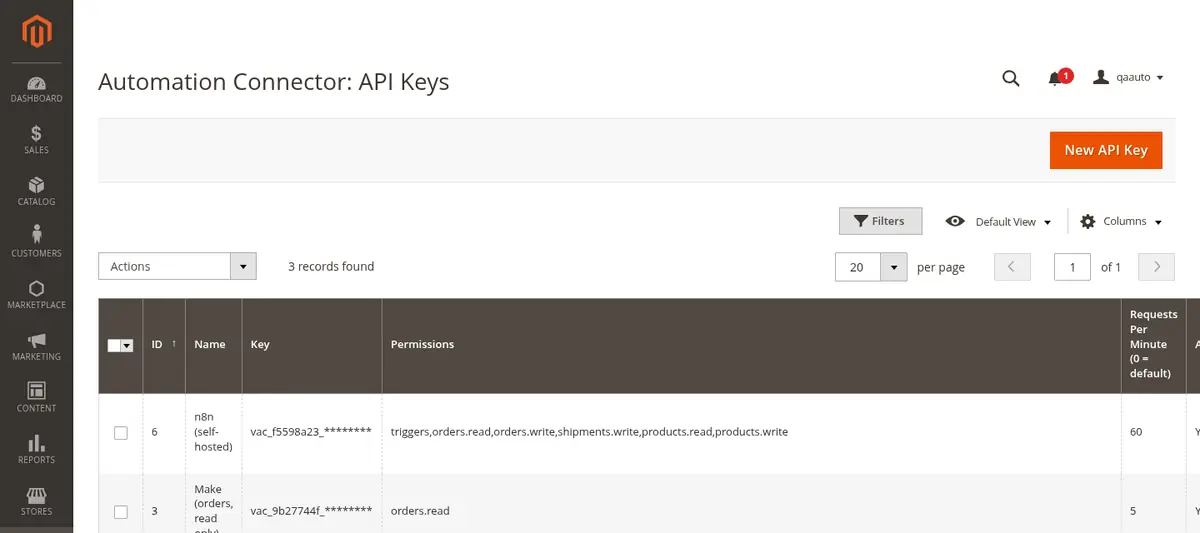 Automation Connector: API Keys
1
qaauto
DASHBOARD
SALES
CATALOG
CUSTOMERS
MARKETPLACE
MARKETING
CONTENT
REPORTS
STORES
New API Key
Filters
Default View
Columns
Actions
3 records found
20
per page
1
of 1
ID ↑
Name
Key
Permissions
Requests
Per
Minute
(0 =
default)
6
n8n
(self-
hosted)
vac_f5598a23_********
triggers,orders.read,orders.write,shipments.write,products.read,products.write
60
3
Make
(orders,
read
only)
vac_9b27744f_********
orders.read
5